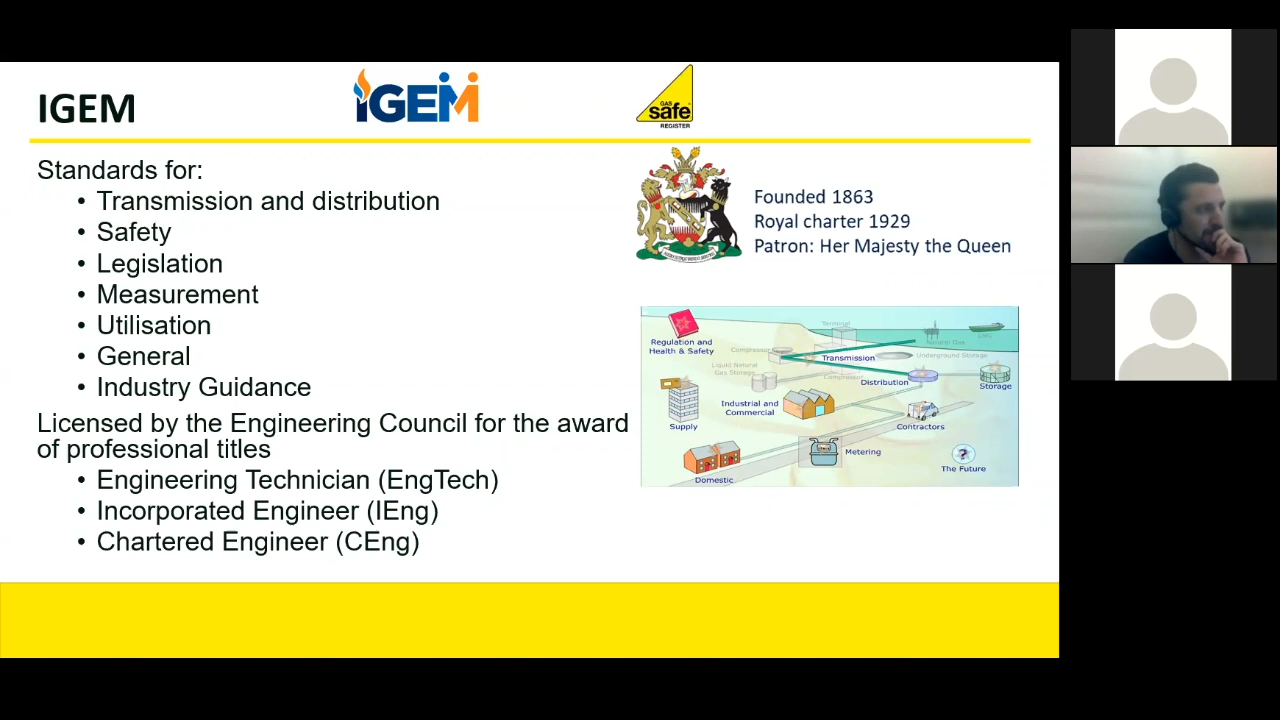 IGEM
IGEM
GAS
safe
REGISTER
Standards for:
• Transmission and distribution
• Safety
• Legislation
• Measurement
• Utilisation
• General
• Industry Guidance
Licensed by the Engineering Council for the award
of professional titles
• Engineering Technician (EngTech)
• Incorporated Engineer (IEng)
• Chartered Engineer (CEng)
Founded 1863
Royal charter 1929
Patron: Her Majesty the Queen
Regulation and
Health & Safety
Terminal
Natural Gas
LNG
Compressor
Transmission
Underground Storage
Liquid Natural
Gas Storage
Compressor
Distribution
Storage
Industrial and
Commercial
Supply
Contractors
Metering
Domestic
?
The Future